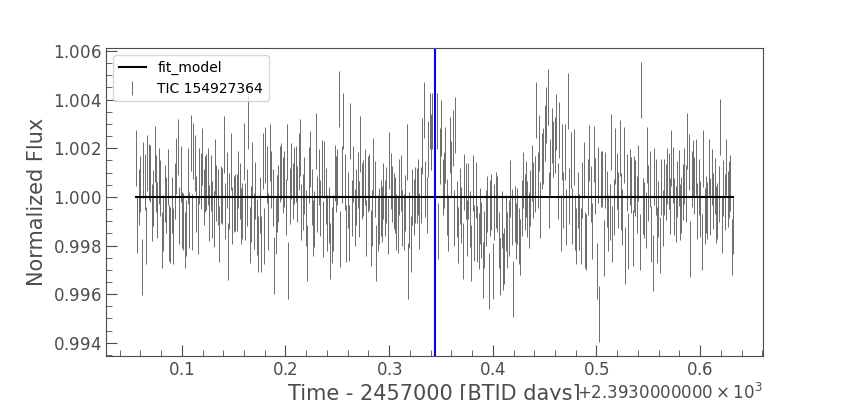 1.006
1.004
1.002
1.000
0.998
0.996
0.994
Normalized Flux
fit_model
TIC 154927364
0.1 0.2 0.3 0.4 0.5 0.6
Time - 2457000 [BTJD days]
+2.3930000000 × 10³